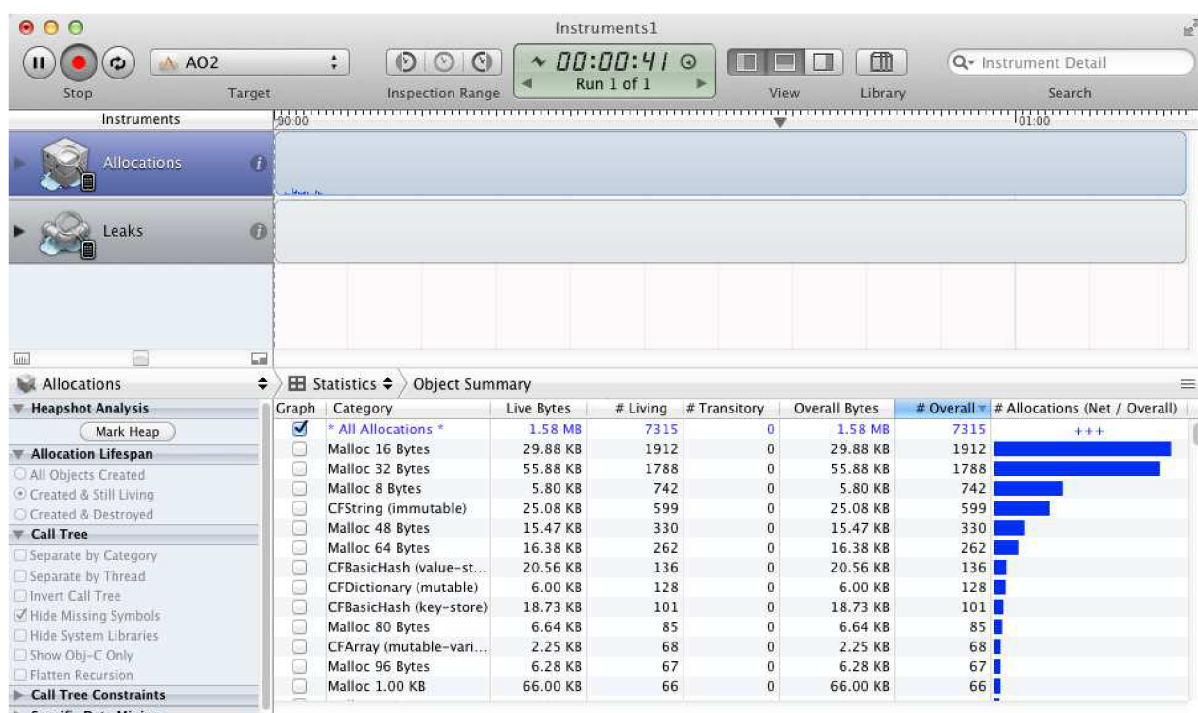 Instruments1
AO2
00:00:41
Run 1 of 1
Instrument Detail
Stop
Target
Inspection Range
View
Library
Search
Instruments
00:00
01:00
Allocations
Leaks
Allocations
Statistics
Object Summary
Heapshot Analysis
Mark Heap
Allocation Lifespan
All Objects Created
Created & Still Living
Created & Destroyed
Call Tree
Separate by Category
Separate by Thread
Invert Call Tree
Hide Missing Symbols
Hide System Libraries
Show Obj-C Only
Flatten Recursion
Call Tree Constraints
Graph Category Live Bytes # Living # Transitory Overall Bytes # Overall # Allocations (Net / Overall)
* All Allocations * 1.58 MB 7315 0 1.58 MB 7315 +++
Malloc 16 Bytes 29.88 KB 1912 0 29.88 KB 1912
Malloc 32 Bytes 55.88 KB 1788 0 55.88 KB 1788
Malloc 8 Bytes 5.80 KB 742 0 5.80 KB 742
CFString (immutable) 25.08 KB 599 0 25.08 KB 599
Malloc 48 Bytes 15.47 KB 330 0 15.47 KB 330
Malloc 64 Bytes 16.38 KB 262 0 16.38 KB 262
CFBasicHash (value-st... 20.56 KB 136 0 20.56 KB 136
CFDictionary (mutable) 6.00 KB 128 0 6.00 KB 128
CFBasicHash (key-store) 18.73 KB 101 0 18.73 KB 101
Malloc 80 Bytes 6.64 KB 85 0 6.64 KB 85
CFArray (mutable-vari... 2.25 KB 68 0 2.25 KB 68
Malloc 96 Bytes 6.28 KB 67 0 6.28 KB 67
Malloc 1.00 KB 66.00 KB 66 0 66.00 KB 66